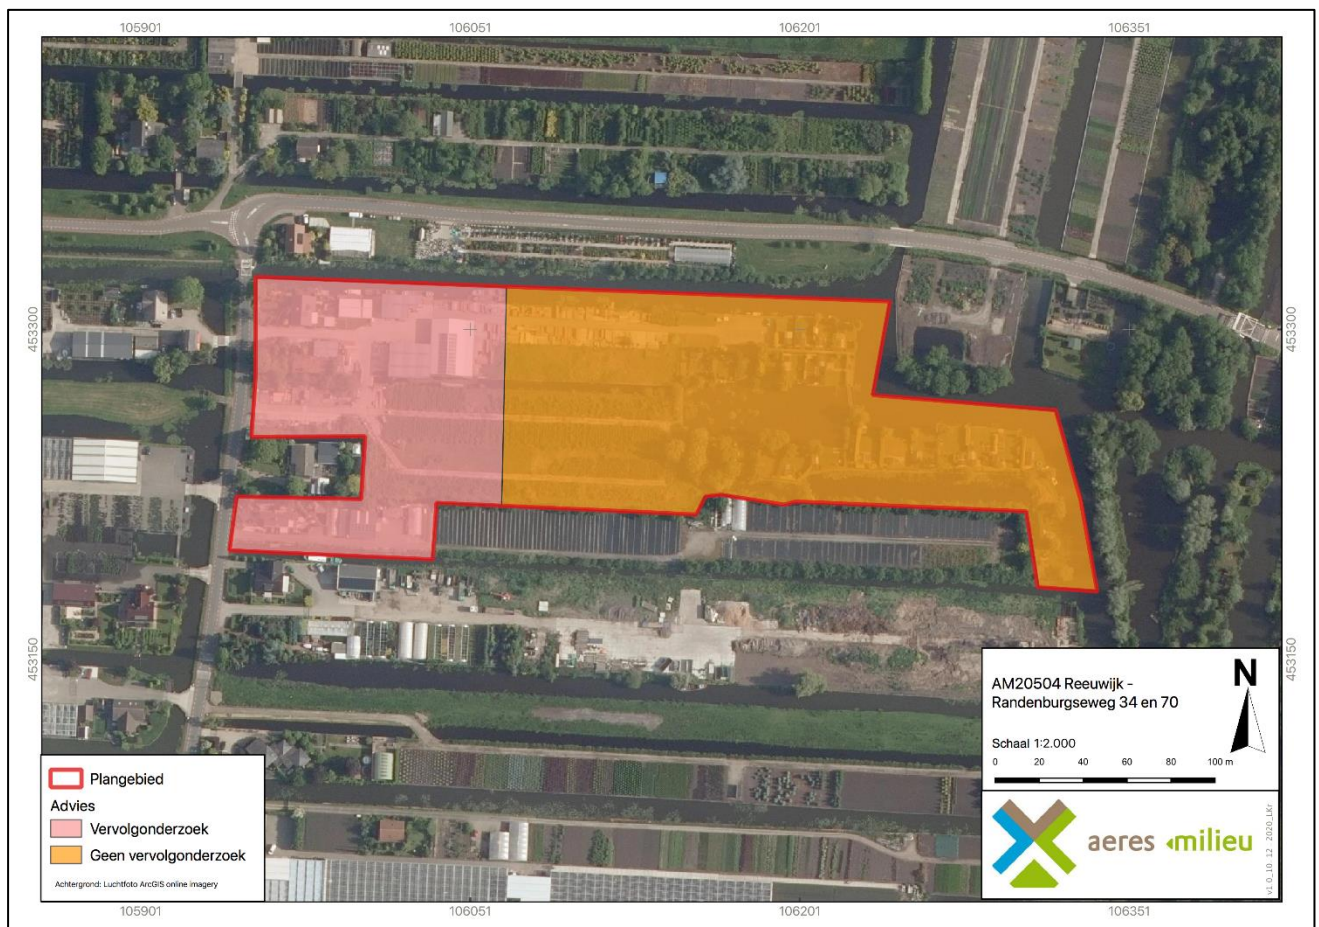 105901 106051 106201 106351
453300 453300
453150 453150
AM20504 Reeuwijk -
Randenburgseweg 34 en 70
N
Schaal 1:2.000
0 20 40 60 80 100 m
aeres milieu
v1.0_10_12_2020_LKr
Plangebied
Advies
Vervolgonderzoek
Geen vervolgonderzoek
Achtergrond: Luchtfoto ArcGIS online imagery
105901 106051 106201 106351